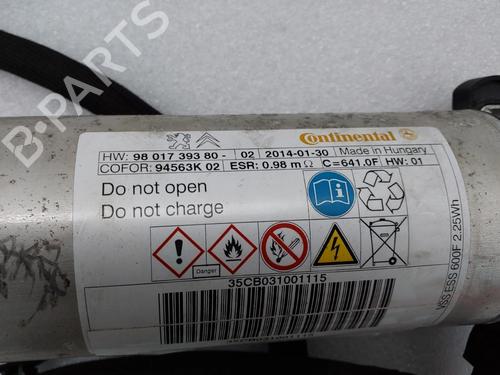 B-PARTS
Continental
HW: 98 017 393 80 - 02 2014-01-30 Made in Hungary
COFOR: 94563K 02 ESR: 0.98 mΩ C=641.0F HW: 01
Do not open
Do not charge
Danger
35CB031001115
VSS ESS 600F 2.25Wh